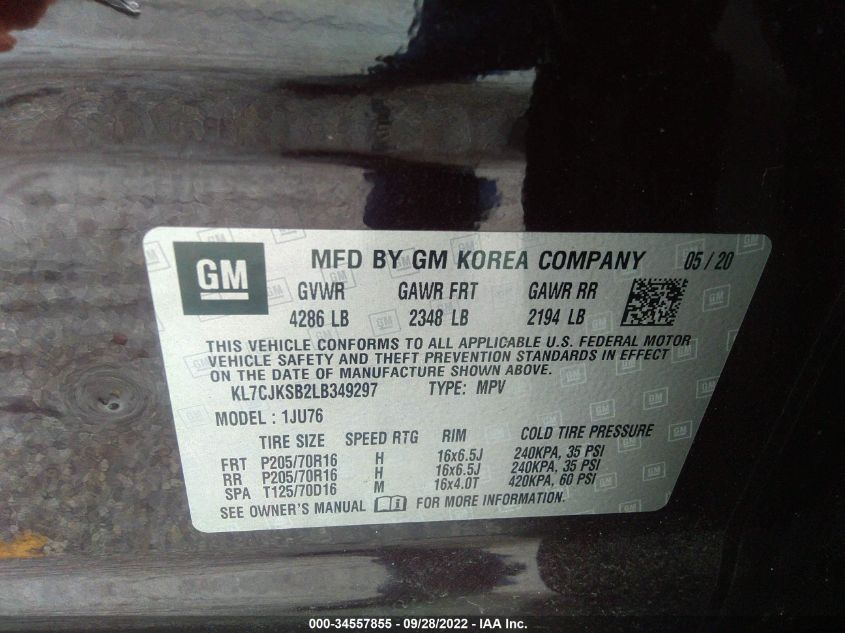 GM
MFD BY GM KOREA COMPANY 05/20
GVWR GAWR FRT GAWR RR
4286 LB 2348 LB 2194 LB
THIS VEHICLE CONFORMS TO ALL APPLICABLE U.S. FEDERAL MOTOR
VEHICLE SAFETY AND THEFT PREVENTION STANDARDS IN EFFECT
ON THE DATE OF MANUFACTURE SHOWN ABOVE.
KL7CJKSB2LB349297 TYPE: MPV
MODEL : 1JU76
TIRE SIZE SPEED RTG RIM COLD TIRE PRESSURE
FRT P205/70R16 H 16x6.5J 240KPA, 35 PSI
RR P205/70R16 H 16x6.5J 240KPA, 35 PSI
SPA T125/70D16 M 16x4.0T 420KPA, 60 PSI
SEE OWNER'S MANUAL FOR MORE INFORMATION
000-34557855 - 09/28/2022 - IAA Inc.